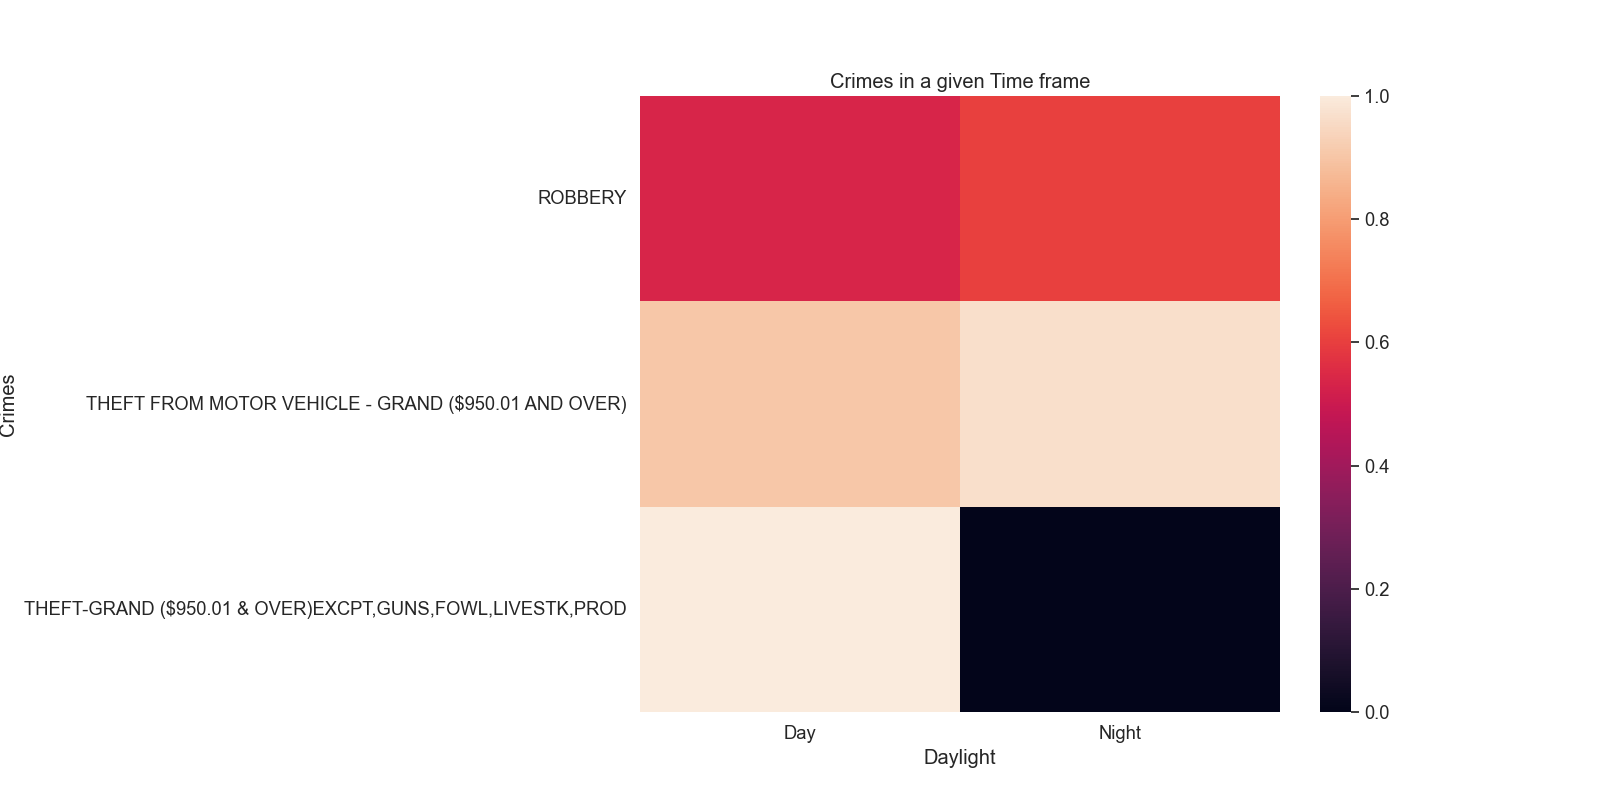 Crimes in a given Time frame
Crimes
ROBBERY
THEFT FROM MOTOR VEHICLE - GRAND ($950.01 AND OVER)
THEFT-GRAND ($950.01 & OVER)EXCPT,GUNS,FOWL,LIVESTK,PROD
Day
Night
Daylight
1.0
0.8
0.6
0.4
0.2
0.0